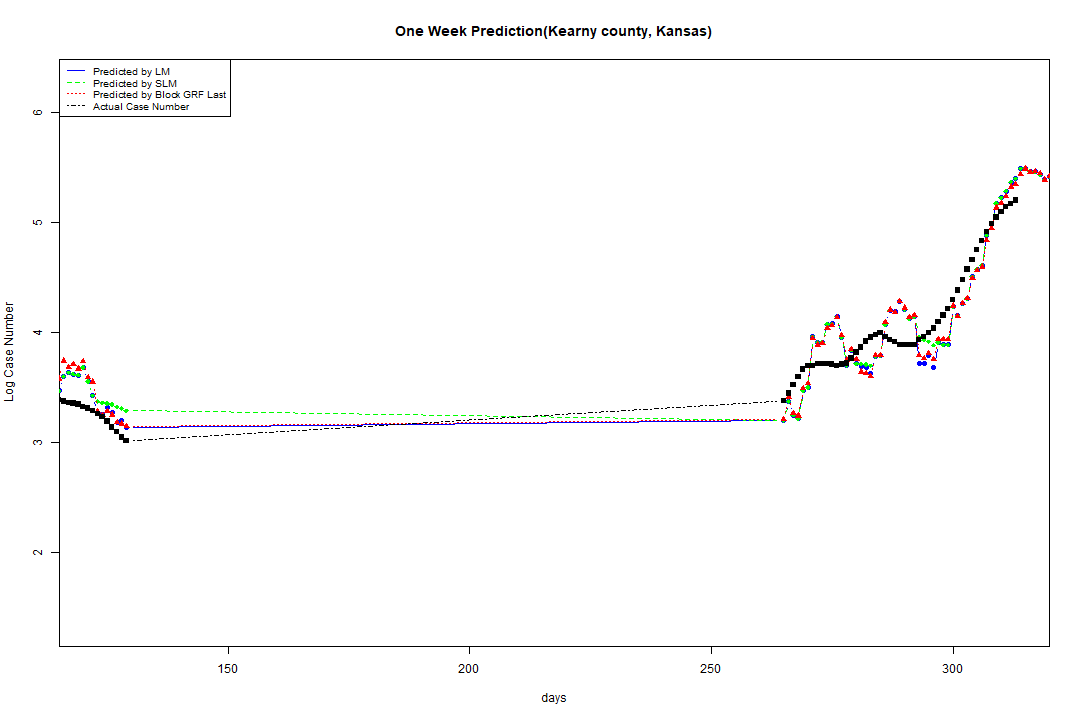 One Week Prediction(Kearny county, Kansas)
Predicted by LM
Predicted by SLM
Predicted by Block GRF Last
Actual Case Number
6
5
4
3
2
Log Case Number
150
200
250
300
days